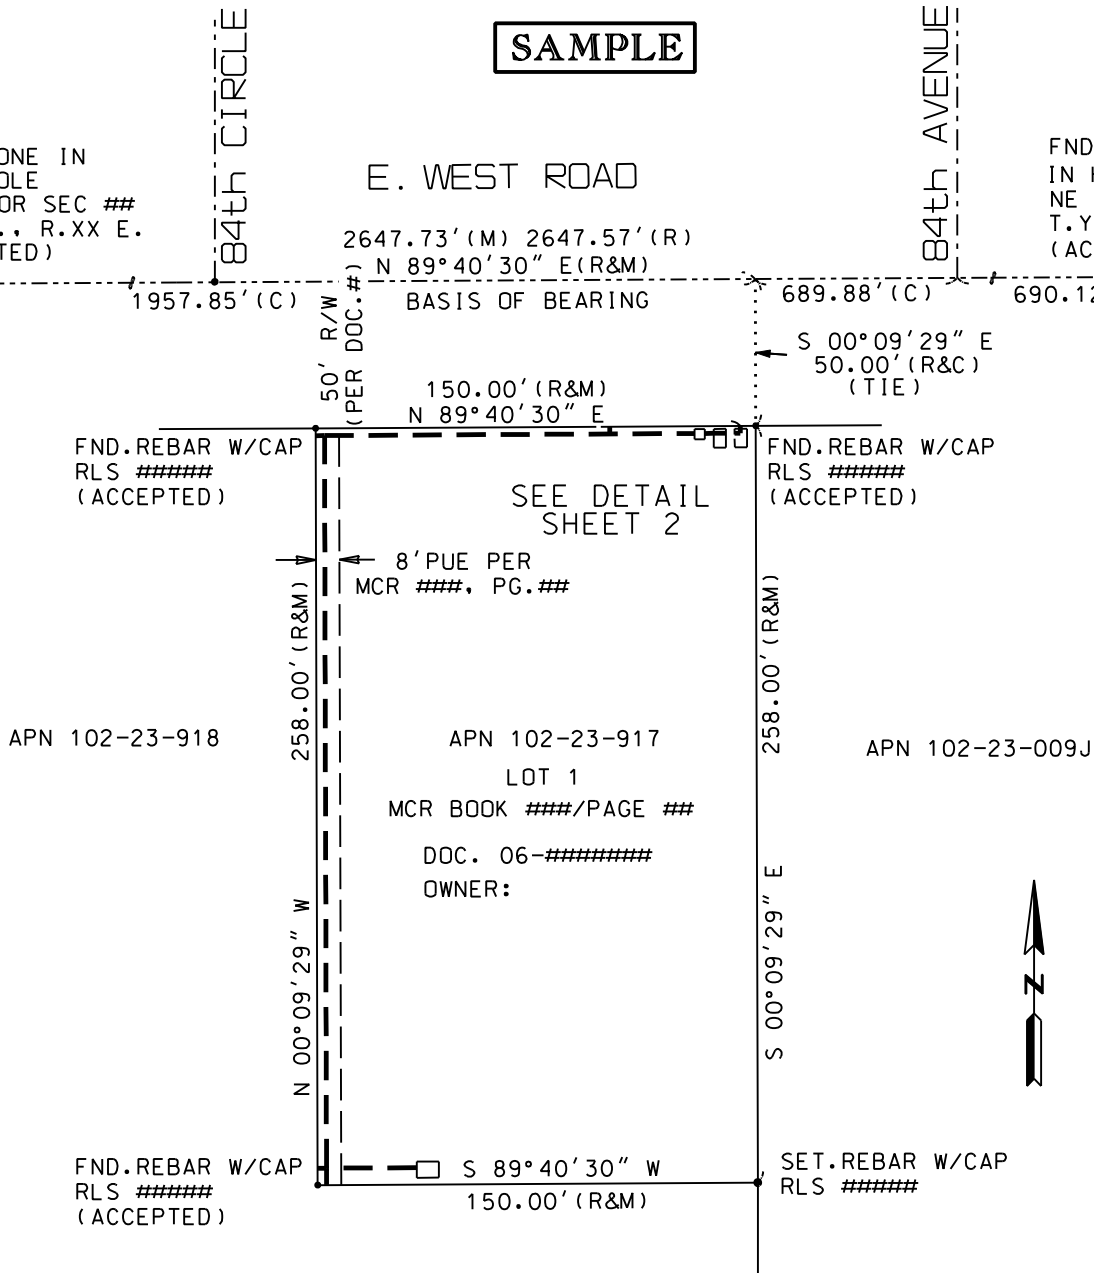 84th CIRCLE
SAMPLE
84th AVENUE
ONE IN
OLE
OR SEC ##
., R.XX E.
TED)
E. WEST ROAD
FND
IN H
NE
T.Y
(AC
2647.73'(M) 2647.57'(R)
N 89°40'30" E(R&M)
1957.85'(C)
BASIS OF BEARING
689.88'(C)
690.12
50' R/W
(PER DOC.#)
S 00°09'29" E
50.00'(R&C)
(TIE)
150.00'(R&M)
N 89°40'30" E
FND.REBAR W/CAP
RLS #####
(ACCEPTED)
FND.REBAR W/CAP
RLS #####
(ACCEPTED)
SEE DETAIL
SHEET 2
8'PUE PER
MCR ###, PG.##
258.00'(R&M)
258.00'(R&M)
APN 102-23-918
APN 102-23-917
APN 102-23-009J
LOT 1
MCR BOOK ###/PAGE ##
DOC. 06-#######
OWNER:
N 00°09'29" W
S 00°09'29" E
N
FND.REBAR W/CAP
RLS #####
(ACCEPTED)
S 89°40'30" W
150.00'(R&M)
SET.REBAR W/CAP
RLS #####